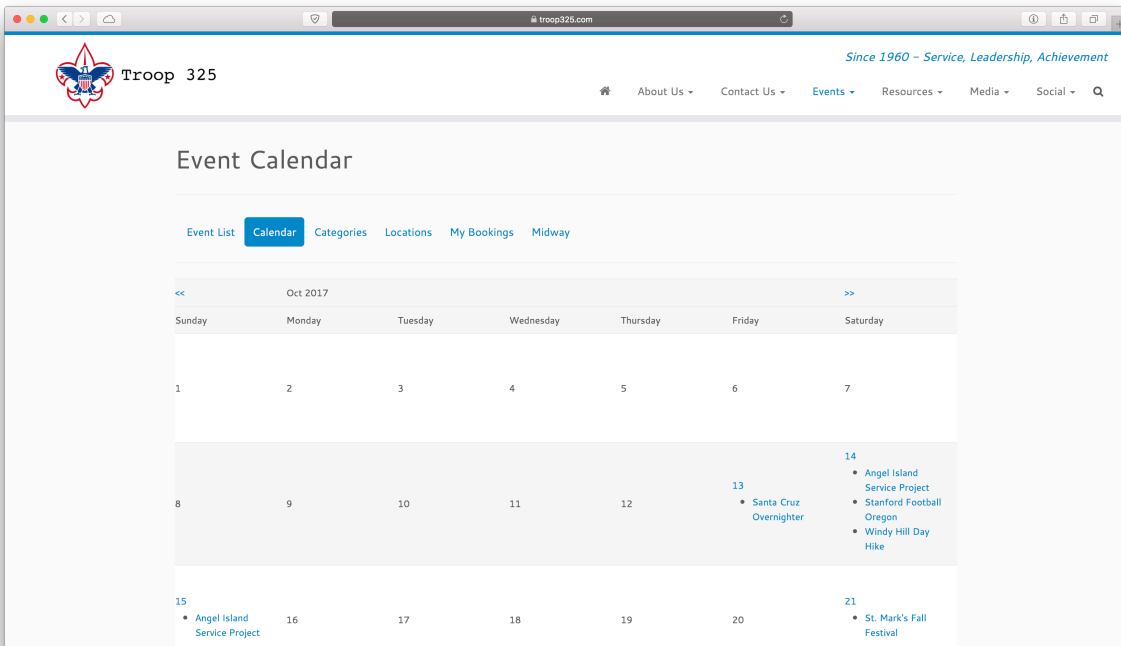 troop325.com
Since 1960 - Service, Leadership, Achievement
Troop 325
About Us Contact Us Events Resources Media Social
Event Calendar
Event List Calendar Categories Locations My Bookings Midway
<< Oct 2017 >>
Sunday Monday Tuesday Wednesday Thursday Friday Saturday
1 2 3 4 5 6 7
8 9 10 11 12
13
Santa Cruz
Overnighter
14
Angel Island
Service Project
Stanford Football
Oregon
Windy Hill Day
Hike
15
Angel Island
Service Project
16 17 18 19 20
21
St. Mark's Fall
Festival